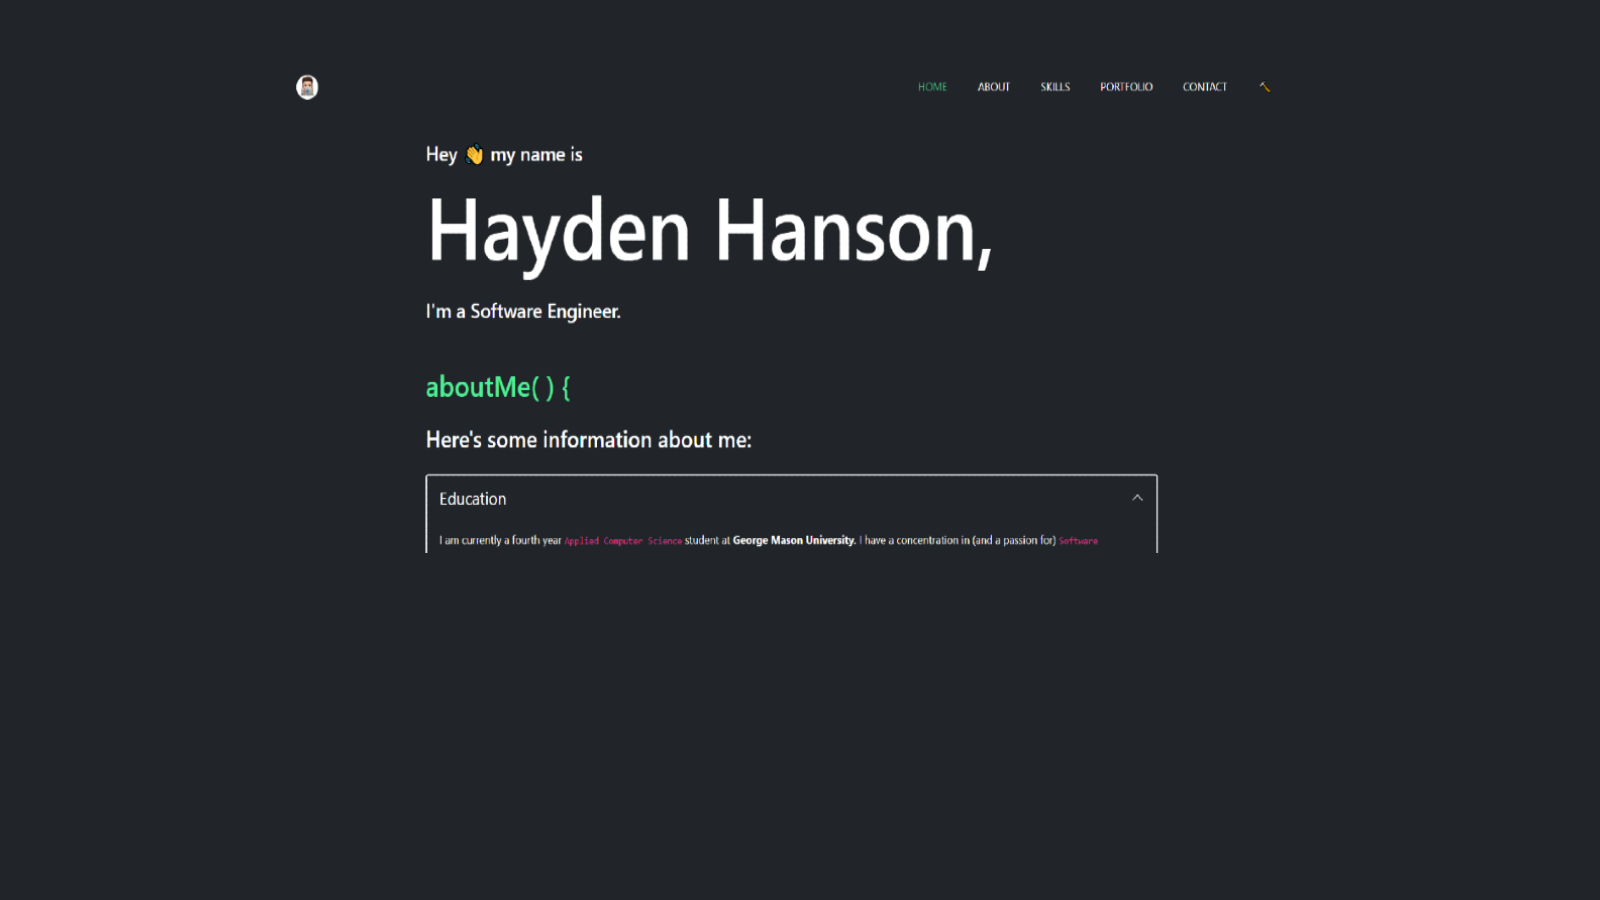 HOME ABOUT SKILLS PORTFOLIO CONTACT
Hey 👋 my name is
Hayden Hanson,
I'm a Software Engineer.
aboutMe( ) {
Here's some information about me:
Education
I am currently a fourth year Applied Computer Science student at George Mason University. I have a concentration in (and a passion for) Software